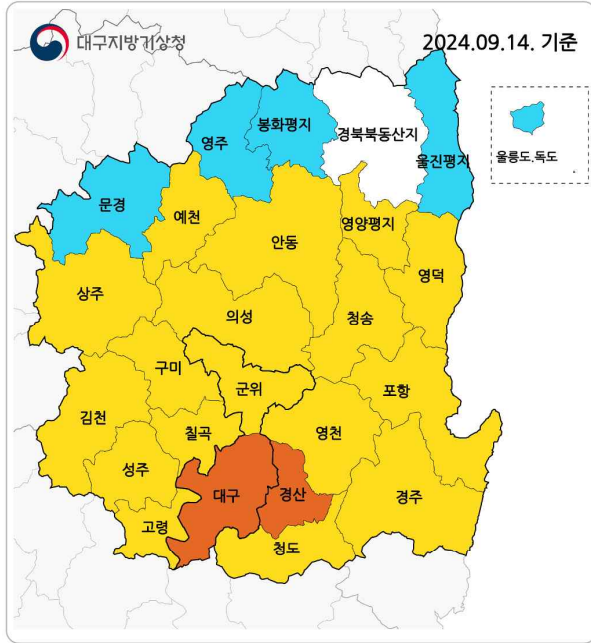 대구지방기상청
2024.09.14. 기준
봉화평지
영주
경북북동산지
울진평지
울릉도.독도
문경
예천
안동
영양평지
영덕
상주
의성
청송
구미
군위
포항
김천
칠곡
영천
성주
대구
경산
경주
고령
청도